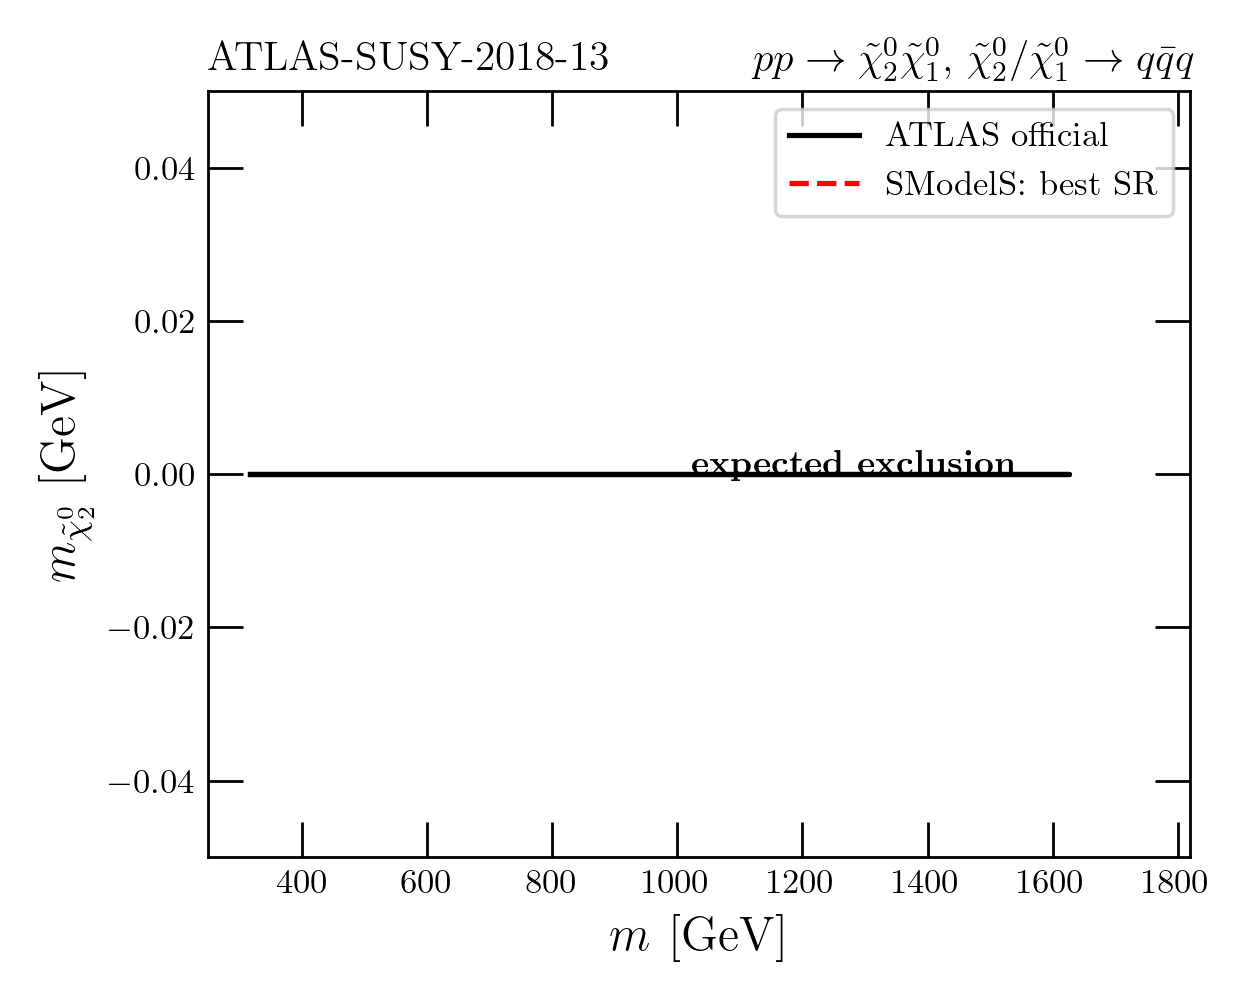 ATLAS-SUSY-2018-13
pp → χ̃⁰₂χ̃⁰₁, χ̃⁰₂/χ̃⁰₁ → qq̄q
ATLAS official
SModelS: best SR
0.04
0.02
0.00
−0.02
−0.04
expected exclusion
m_χ̃⁰₂ [GeV]
400 600 800 1000 1200 1400 1600 1800
m [GeV]